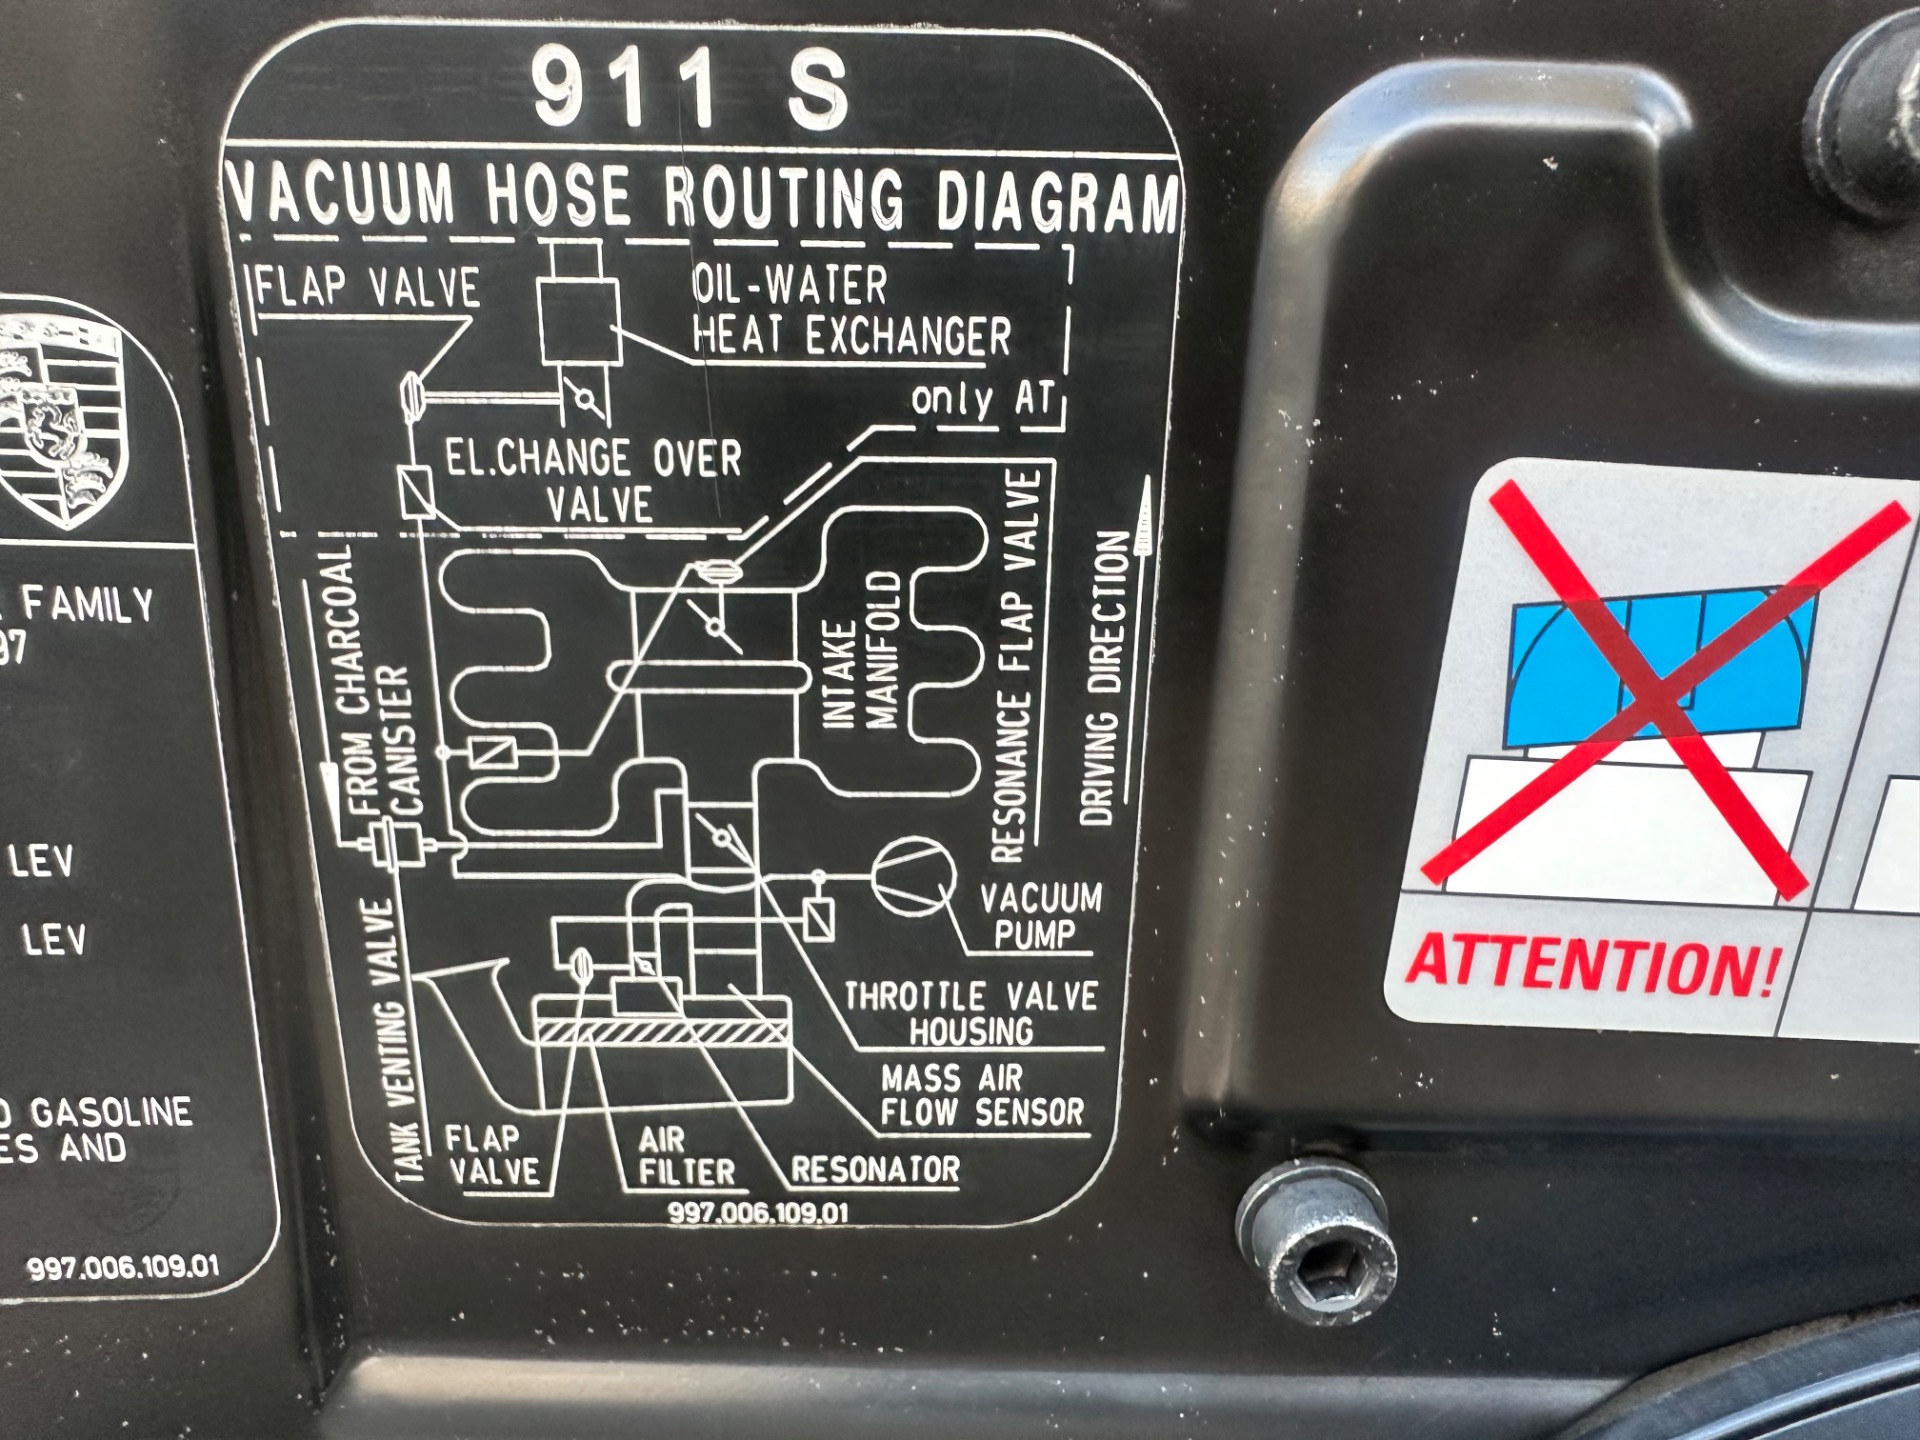 911 S
VACUUM HOSE ROUTING DIAGRAM
FLAP VALVE
OIL-WATER
HEAT EXCHANGER
only AT
EL.CHANGE OVER
VALVE
FROM CHARCOAL
CANISTER
INTAKE
MANIFOLD
RESONANCE FLAP VALVE
DRIVING DIRECTION
TANK VENTING VALVE
VACUUM
PUMP
THROTTLE VALVE
HOUSING
MASS AIR
FLOW SENSOR
FLAP
VALVE
AIR
FILTER
RESONATOR
997.006.109.01
FAMILY
97
LEV
LEV
GASOLINE
ES AND
997.006.109.01
ATTENTION!